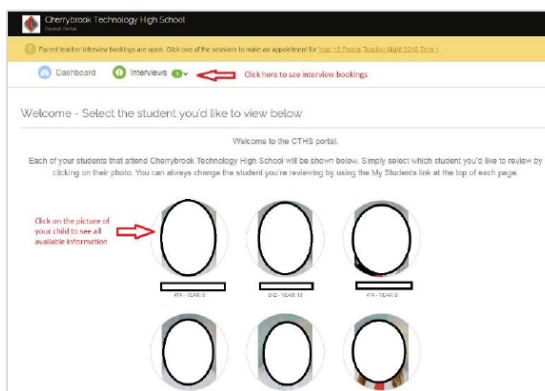 Cherrybrook Technology High School
Parent Portal
Parent teacher interview bookings are open. Click one of the sessions to make an appointment for Year 12 Parent Teacher Night 2016 Term 1
Dashboard
Interviews
1
Click here to see interview bookings
Welcome - Select the student you'd like to view below
Welcome to the CTHS portal.
Each of your students that attend Cherrybrook Technology High School will be shown below. Simply select which student you'd like to review by
clicking on their photo. You can always change the student you're reviewing by using the My Students link at the top of each page.
Click on the picture
of your child to see all
available information